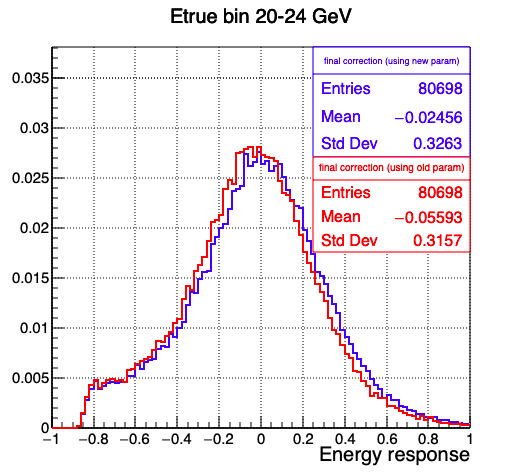 Etrue bin 20-24 GeV
final correction (using new param)
Entries 80698
Mean −0.02456
Std Dev 0.3263
final correction (using old param)
Entries 80698
Mean −0.05593
Std Dev 0.3157
0.035
0.03
0.025
0.02
0.015
0.01
0.005
0
−1 −0.8 −0.6 −0.4 −0.2 0 0.2 0.4 0.6 0.8 1
Energy response